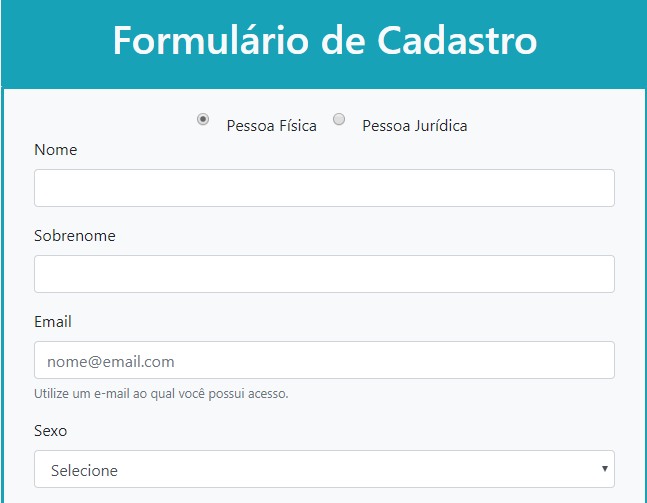 Formulário de Cadastro
Pessoa Física Pessoa Jurídica
Nome
Sobrenome
Email
nome@email.com
Utilize um e-mail ao qual você possui acesso.
Sexo
Selecione